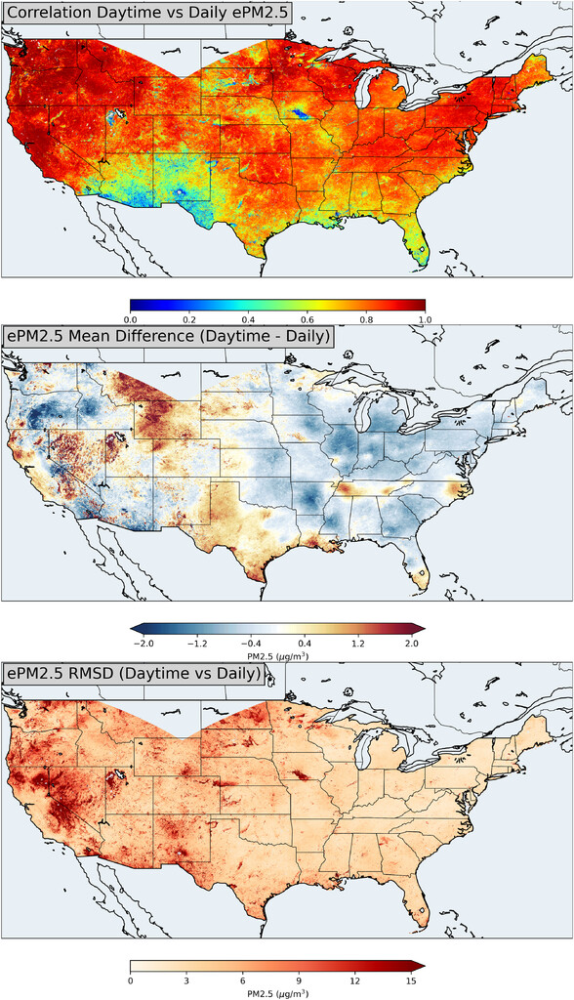 Correlation Daytime vs Daily ePM2.5
0.0 0.2 0.4 0.6 0.8 1.0
ePM2.5 Mean Difference (Daytime - Daily)
−2.0 −1.2 −0.4 0.4 1.2 2.0
PM2.5 (μg/m³)
ePM2.5 RMSD (Daytime vs Daily)
0 3 6 9 12 15
PM2.5 (μg/m³)